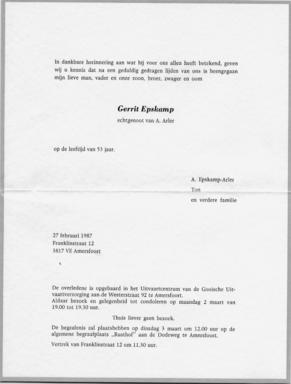 In dankbare herinnering aan wat hij voor ons allen heeft betekend, geven
wij u kennis dat na een geduldig gedragen lijden van ons is heengegaan
mijn lieve man, vader en onze zoon, broer, zwager en oom
Gerrit Epskamp
echtgenoot van A. Arler
op de leeftijd van 53 jaar.
A. Epskamp-Arler
Ton
en verdere familie
27 februari 1987
Franklinstraat 12
3817 VE Amersfoort
De overledene is opgebaard in het Uitvaartcentrum van de Gooische Uit-
vaartverzorging aan de Westerstraat 92 te Amersfoort.
Aldaar bezoek en gelegenheid tot condoleren op maandag 2 maart van
19.00 tot 19.30 uur.
Thuis liever geen bezoek.
De begrafenis zal plaatshebben op dinsdag 3 maart om 12.00 uur op de
algemene begraafplaats „Rusthof" aan de Dodeweg te Amersfoort.
Vertrek van Franklinstraat 12 om 11.30 uur.